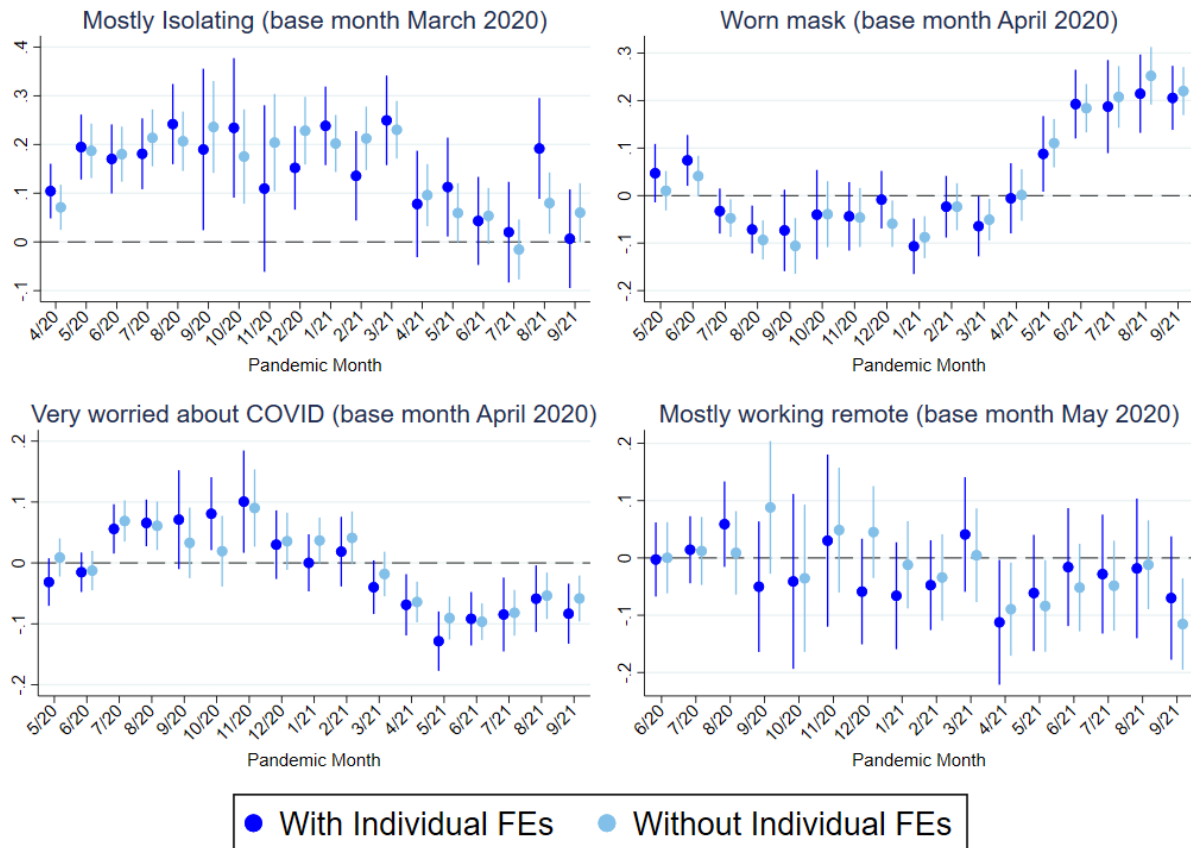 Mostly Isolating (base month March 2020)
.4
.3
.2
.1
0
-.1
4/20 5/20 6/20 7/20 8/20 9/20 10/20 11/20 12/20 1/21 2/21 3/21 4/21 5/21 6/21 7/21 8/21 9/21
Pandemic Month
Worn mask (base month April 2020)
.3
.2
.1
0
-.1
-.2
5/20 6/20 7/20 8/20 9/20 10/20 11/20 12/20 1/21 2/21 3/21 4/21 5/21 6/21 7/21 8/21 9/21
Pandemic Month
Very worried about COVID (base month April 2020)
.2
.1
0
-.1
-.2
5/20 6/20 7/20 8/20 9/20 10/20 11/20 12/20 1/21 2/21 3/21 4/21 5/21 6/21 7/21 8/21 9/21
Pandemic Month
Mostly working remote (base month May 2020)
.2
.1
0
-.1
-.2
6/20 7/20 8/20 9/20 10/20 11/20 12/20 1/21 2/21 3/21 4/21 5/21 6/21 7/21 8/21 9/21
Pandemic Month
With Individual FEs Without Individual FEs